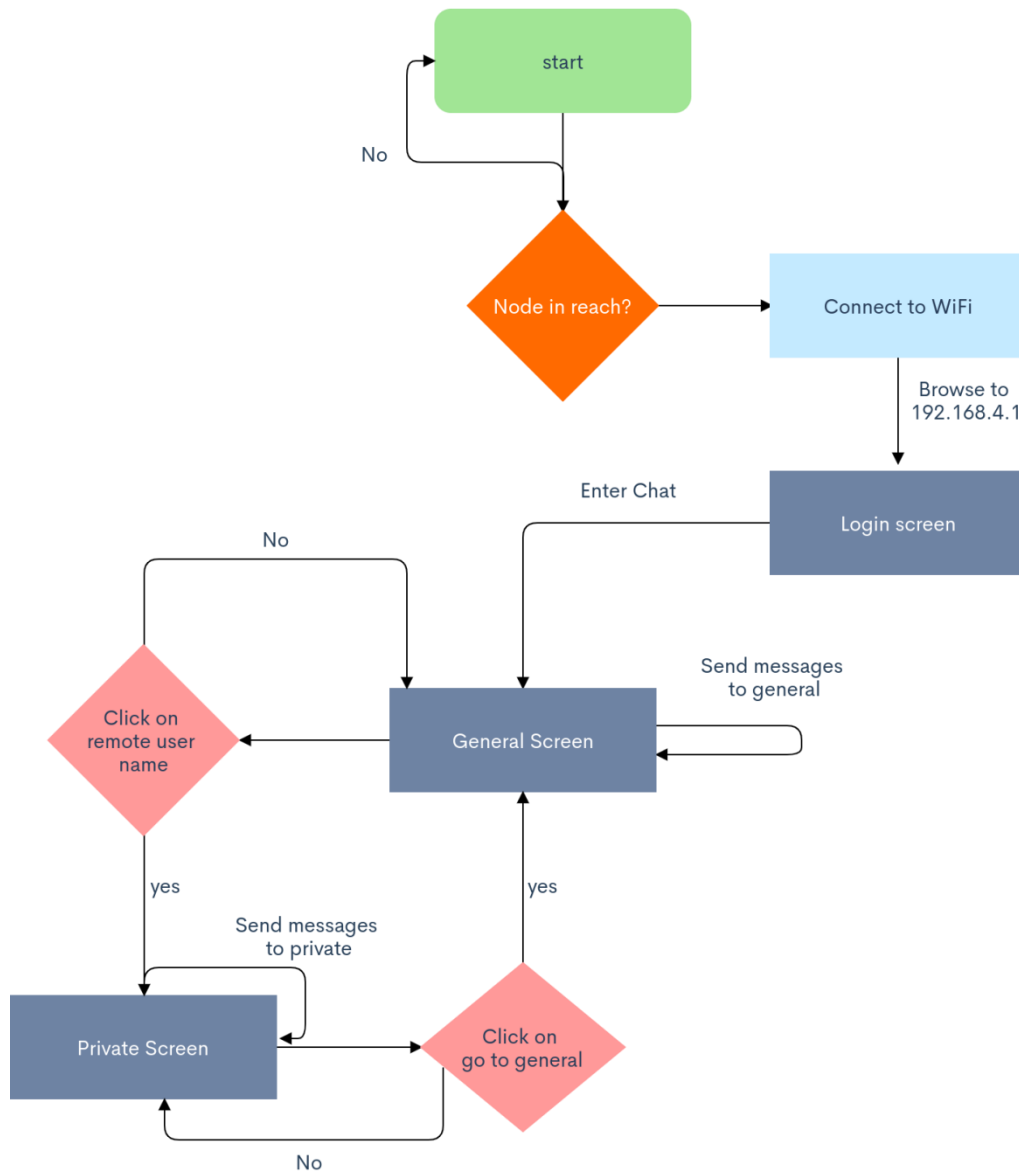 start
No
Node in reach?
Connect to WiFi
Browse to
192.168.4.1
Login screen
Enter Chat
No
Send messages
to general
Click on
remote user
name
General Screen
yes
yes
Send messages
to private
Private Screen
Click on
go to general
No